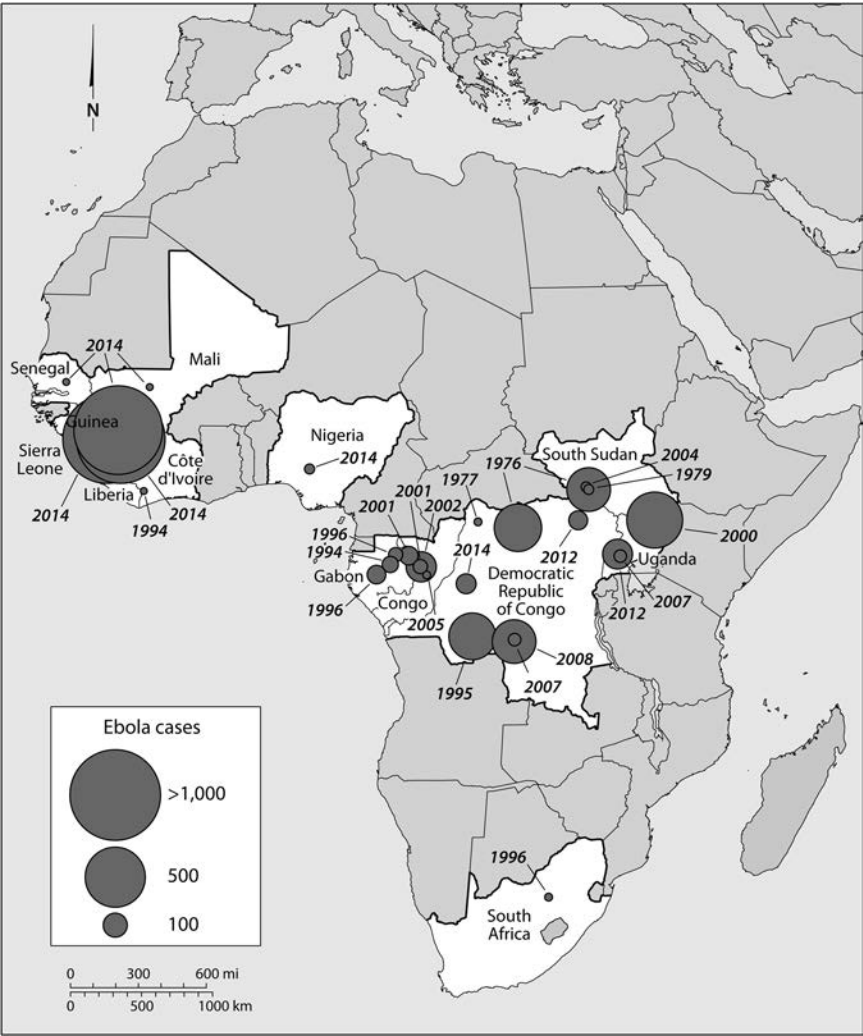 N
2014
Senegal
Mali
Guinea
Sierra
Leone
Côte
d'Ivoire
Liberia
2014
1994
2014
Nigeria
2014
South Sudan
2004
1979
1976
1977
2001
2001
2002
1996
1994
Gabon
1996
Congo
2005
2014
Democratic
Republic
of Congo
2012
2000
Uganda
2007
2012
1995
2008
2007
1996
South
Africa
Ebola cases
>1,000
500
100
0 300 600 mi
0 500 1000 km